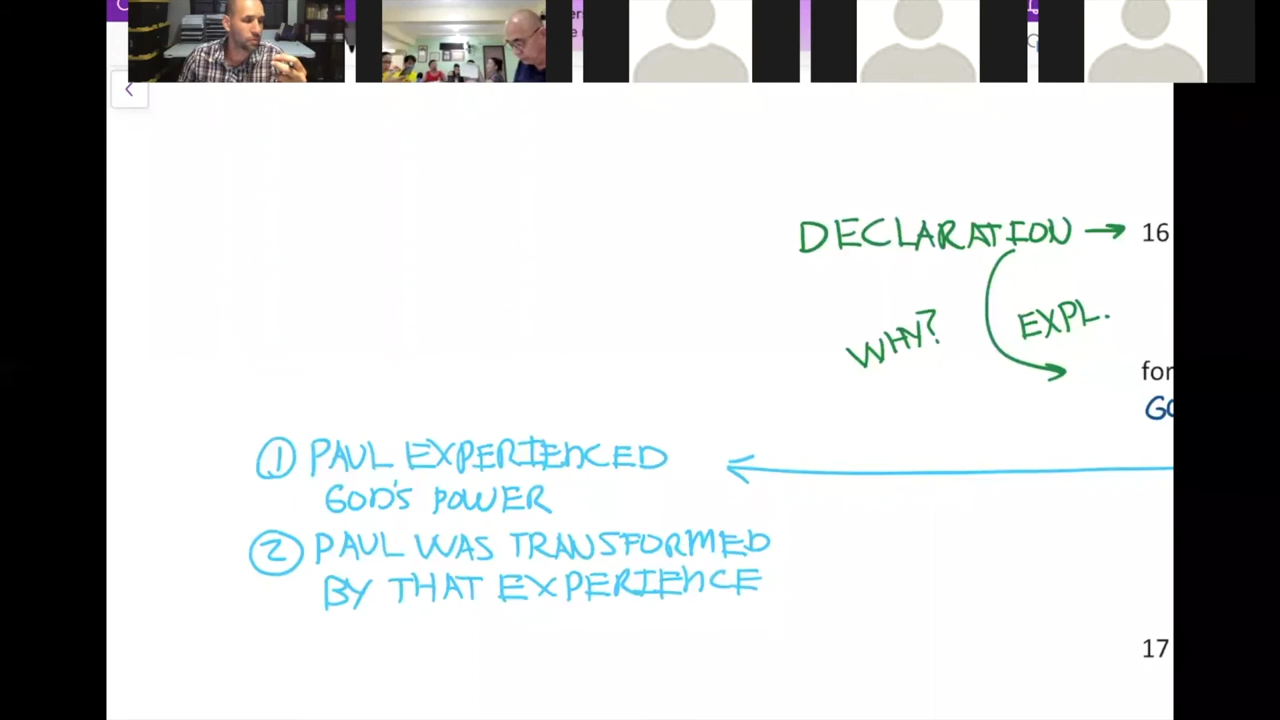 DECLARATION → 16
WHY?
EXPL.
for
GO
① PAUL EXPERIENCED
GOD'S POWER
② PAUL WAS TRANSFORMED
BY THAT EXPERIENCE
17